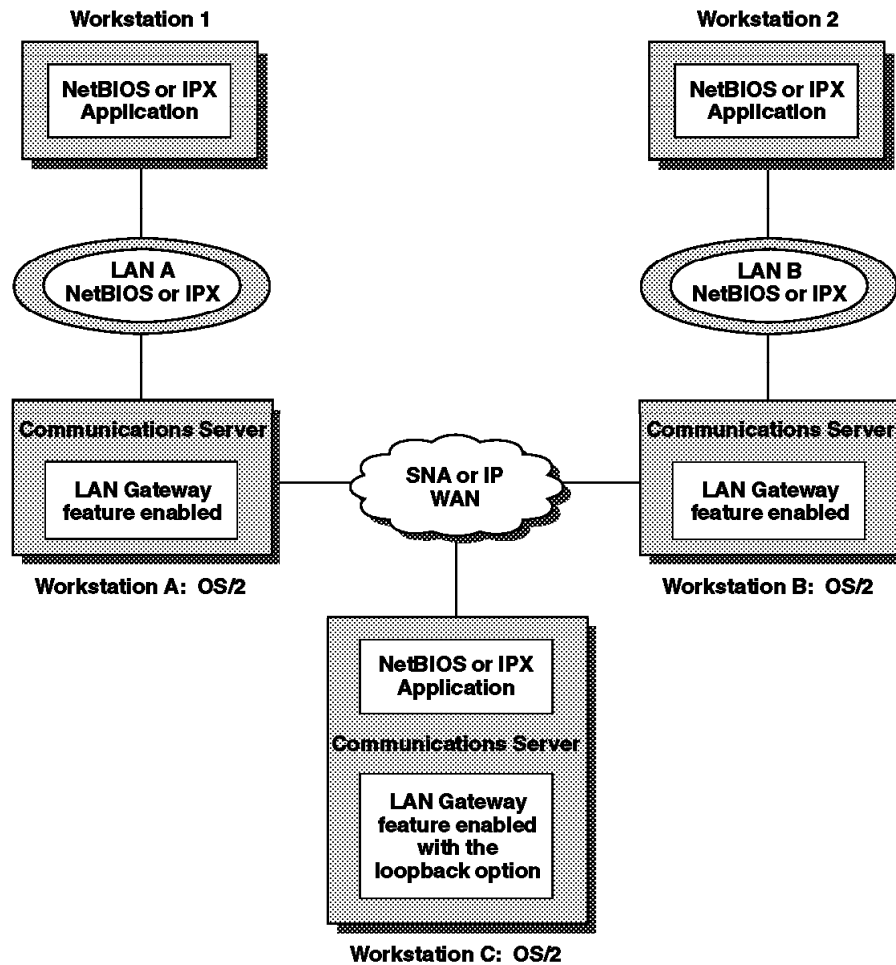 Workstation 1
Workstation 2
NetBIOS or IPX
Application
NetBIOS or IPX
Application
LAN A
NetBIOS or IPX
LAN B
NetBIOS or IPX
Communications Server
LAN Gateway
feature enabled
SNA or IP
WAN
Communications Server
LAN Gateway
feature enabled
Workstation A: OS/2
Workstation B: OS/2
NetBIOS or IPX
Application
Communications Server
LAN Gateway
feature enabled
with the
loopback option
Workstation C: OS/2